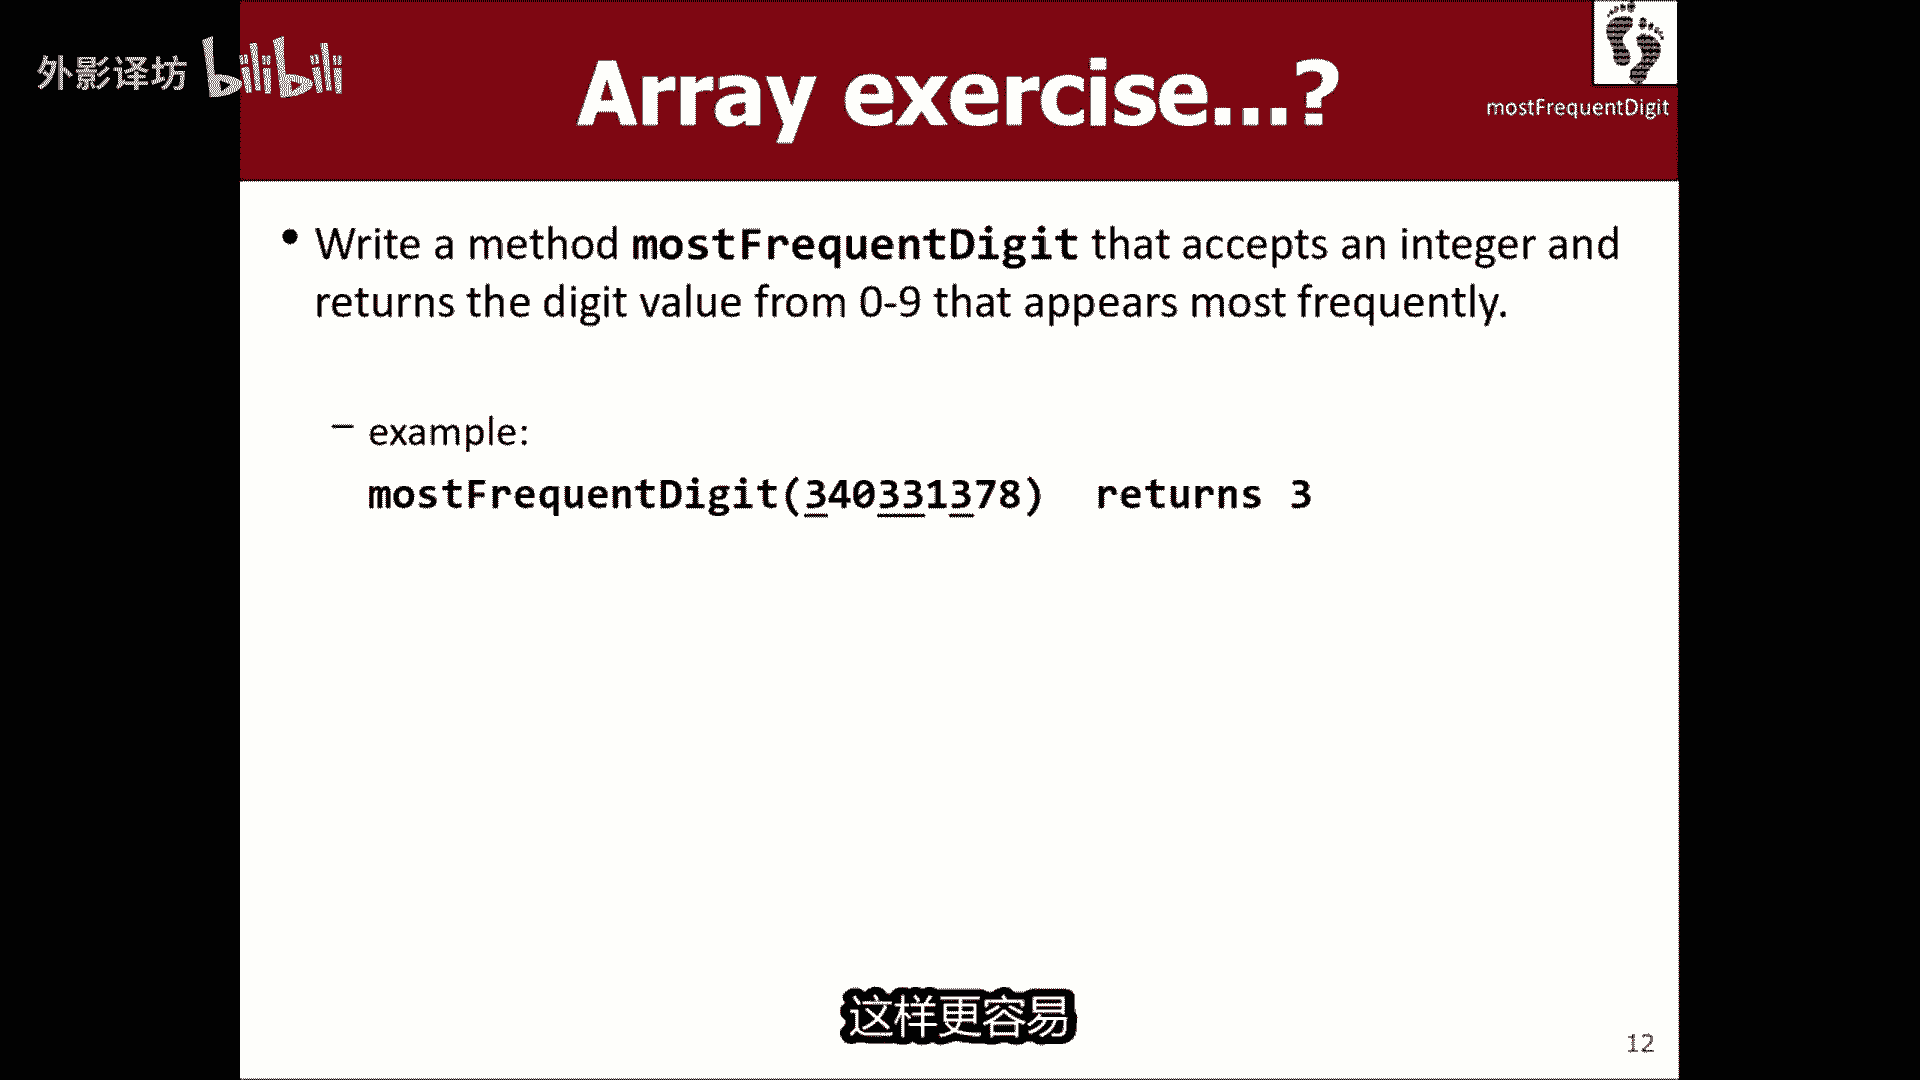 外影译坊 bilibili
Array exercise...?
mostFrequentDigit
• Write a method mostFrequentDigit that accepts an integer and
returns the digit value from 0-9 that appears most frequently.
– example:
mostFrequentDigit(340331378) returns 3
这样更容易
12